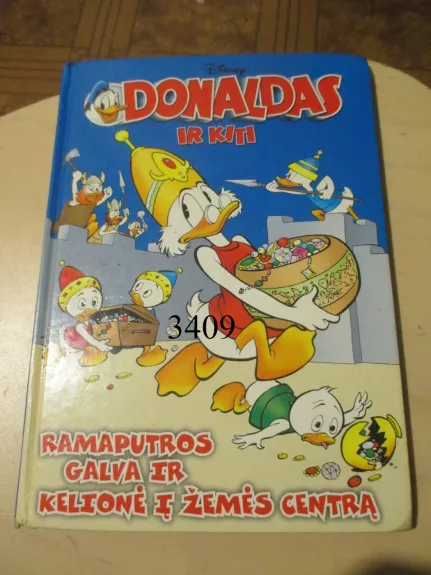 Disney
DONALDAS
IR KITI
3409
RAMAPUTROS
GALVA IR
KELIONĖ Į ŽEMĖS CENTRĄ